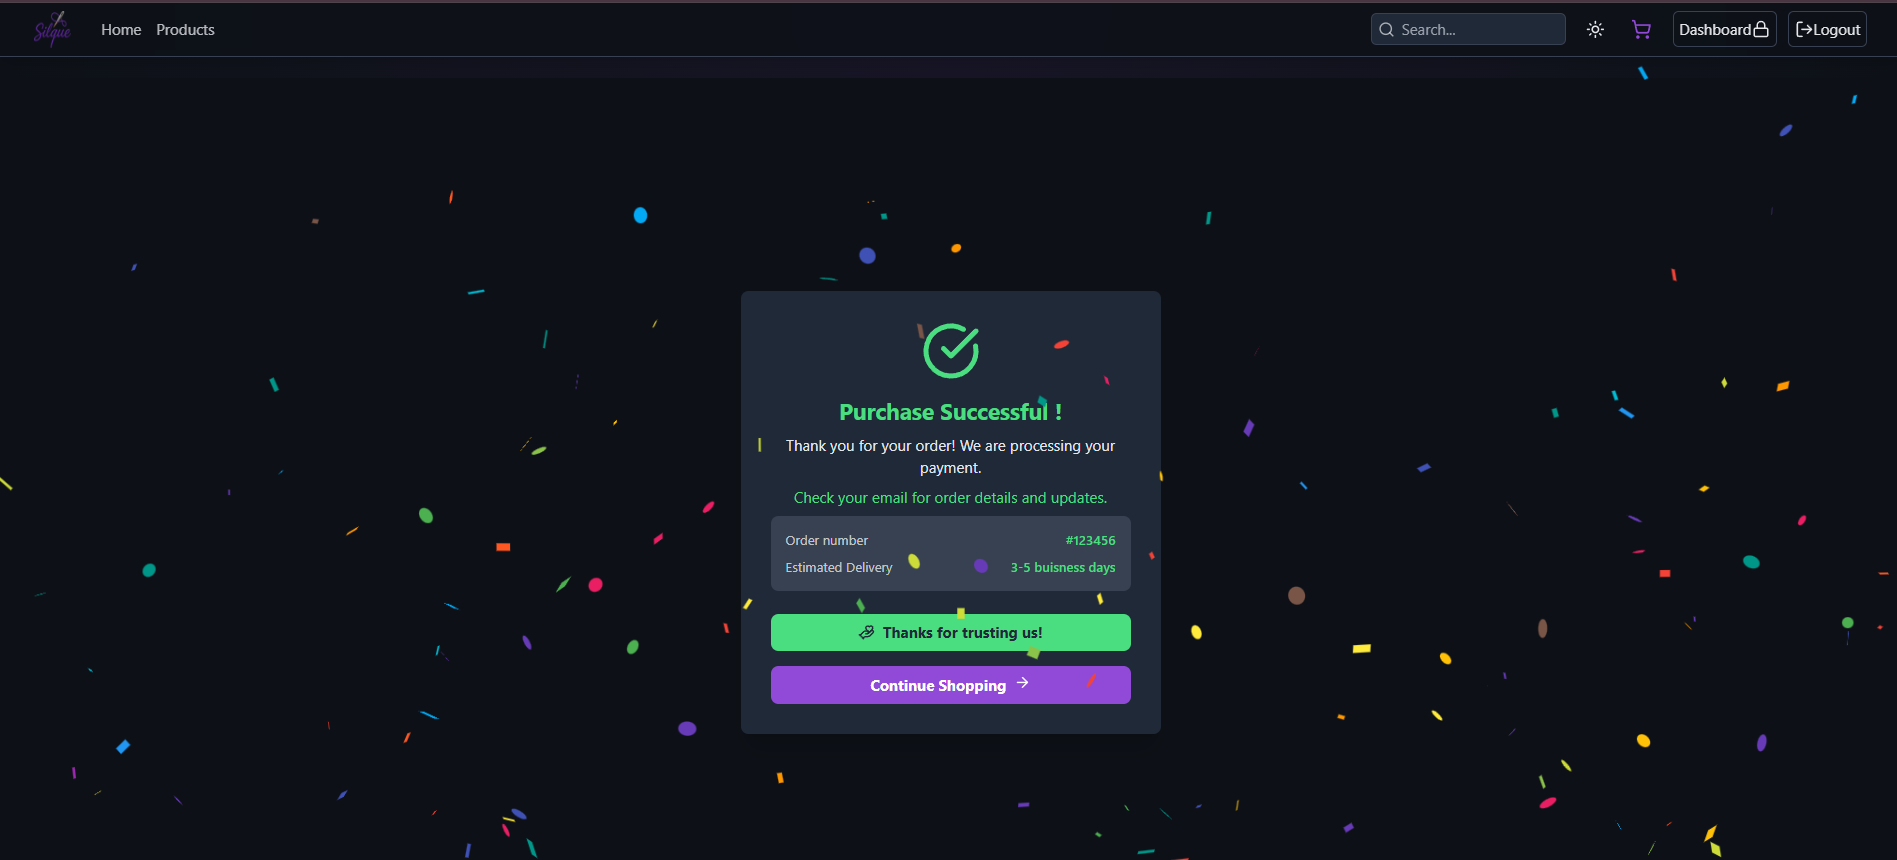 Silque
Home Products
Search...
Dashboard
Logout
Purchase Successful !
Thank you for your order! We are processing your
payment.
Check your email for order details and updates.
Order number #123456
Estimated Delivery 3-5 buisness days
Thanks for trusting us!
Continue Shopping